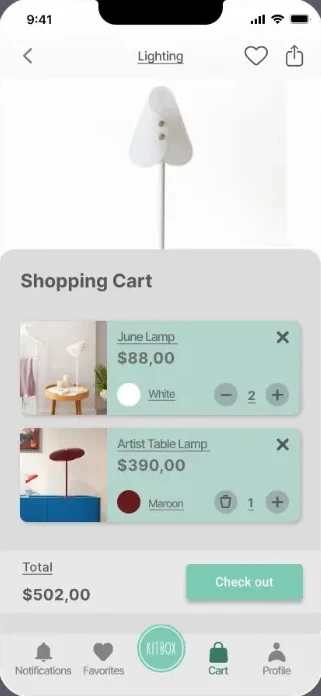 9:41
Lighting
Shopping Cart
June Lamp
$88,00
White
2
Artist Table Lamp
$390,00
Maroon
1
Total
$502,00
Check out
KITBOX
Notifications
Favorites
Cart
Profile